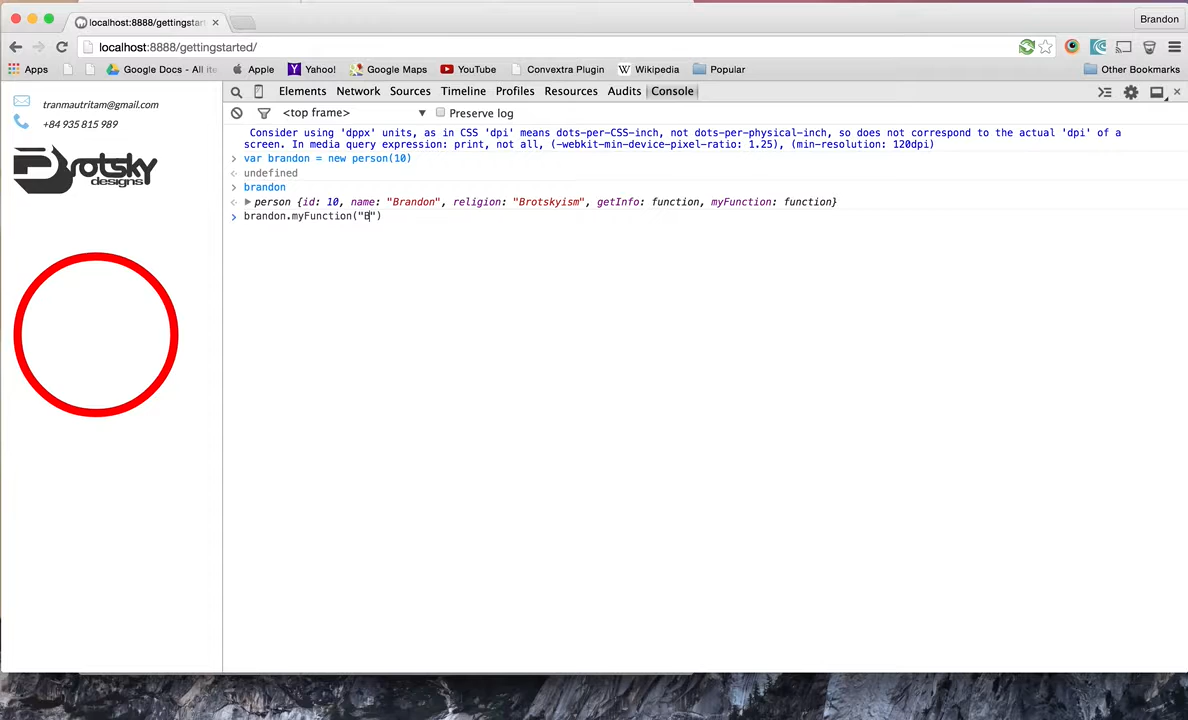 localhost:8888/gettingstar
Brandon
localhost:8888/gettingstarted/
Apps
Google Docs - All ite
Apple
Yahoo!
Google Maps
YouTube
Convextra Plugin
Wikipedia
Popular
Other Bookmarks
Elements Network Sources Timeline Profiles Resources Audits Console
<top frame>
Preserve log
tranmautritam@gmail.com
+84 935 815 989
Brotsky
designs
Consider using 'dppx' units, as in CSS 'dpi' means dots-per-CSS-inch, not dots-per-physical-inch, so does not correspond to the actual 'dpi' of a
screen. In media query expression: print, not all, (-webkit-min-device-pixel-ratio: 1.25), (min-resolution: 120dpi)
> var brandon = new person(10)
undefined
> brandon
person {id: 10, name: "Brandon", religion: "Brotskyism", getInfo: function, myFunction: function}
> brandon.myFunction("B")